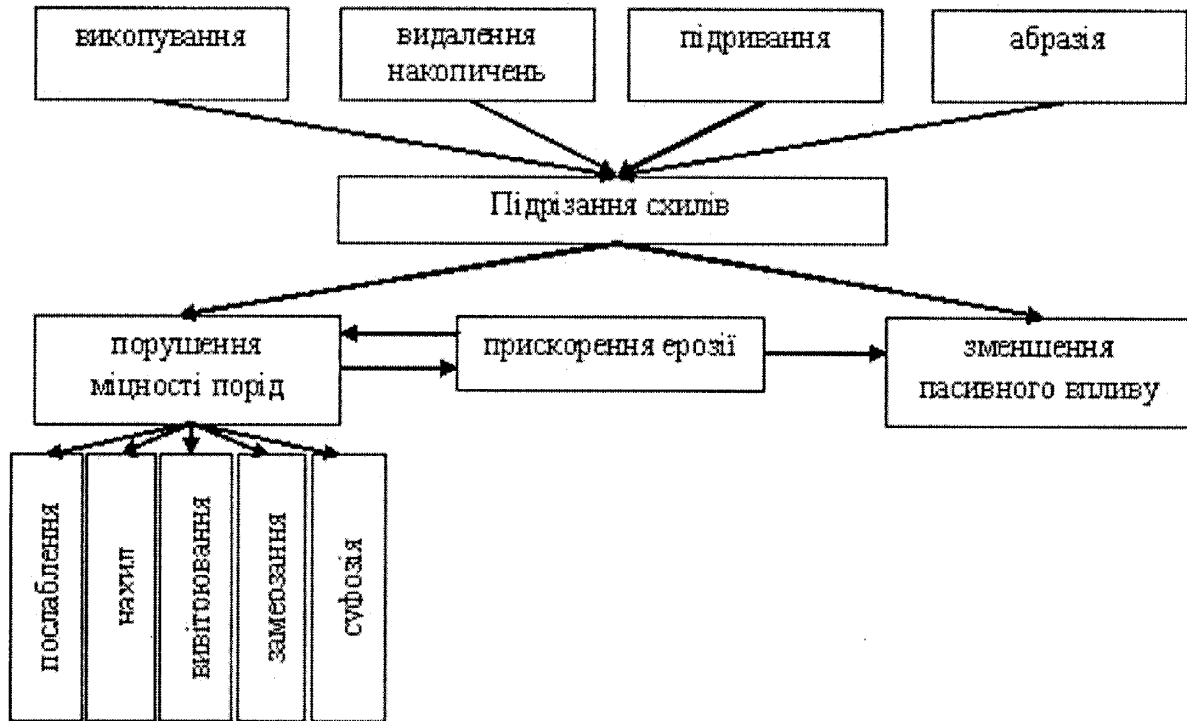 викопування
видалення
накопичень
підривання
абразія
Підрізання схилів
порушення
міцності порід
прискорення ерозії
зменшення
пасивного впливу
послаблення
нахил
вивітрювання
замерзання
суфозія